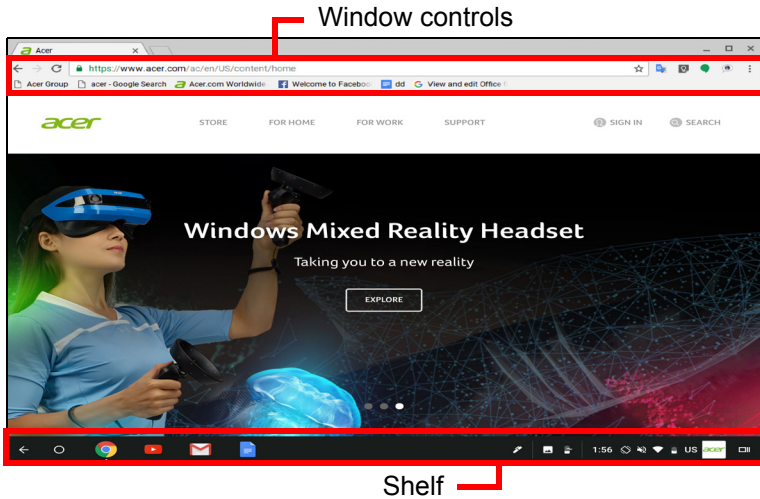 Window controls
Acer
https://www.acer.com/ac/en/US/content/home
Acer Group acer - Google Search Acer.com Worldwide Welcome to Faceboo dd View and edit Office
acer STORE FOR HOME FOR WORK SUPPORT SIGN IN SEARCH
Windows Mixed Reality Headset
Taking you to a new reality
EXPLORE
1:56 US acer
Shelf